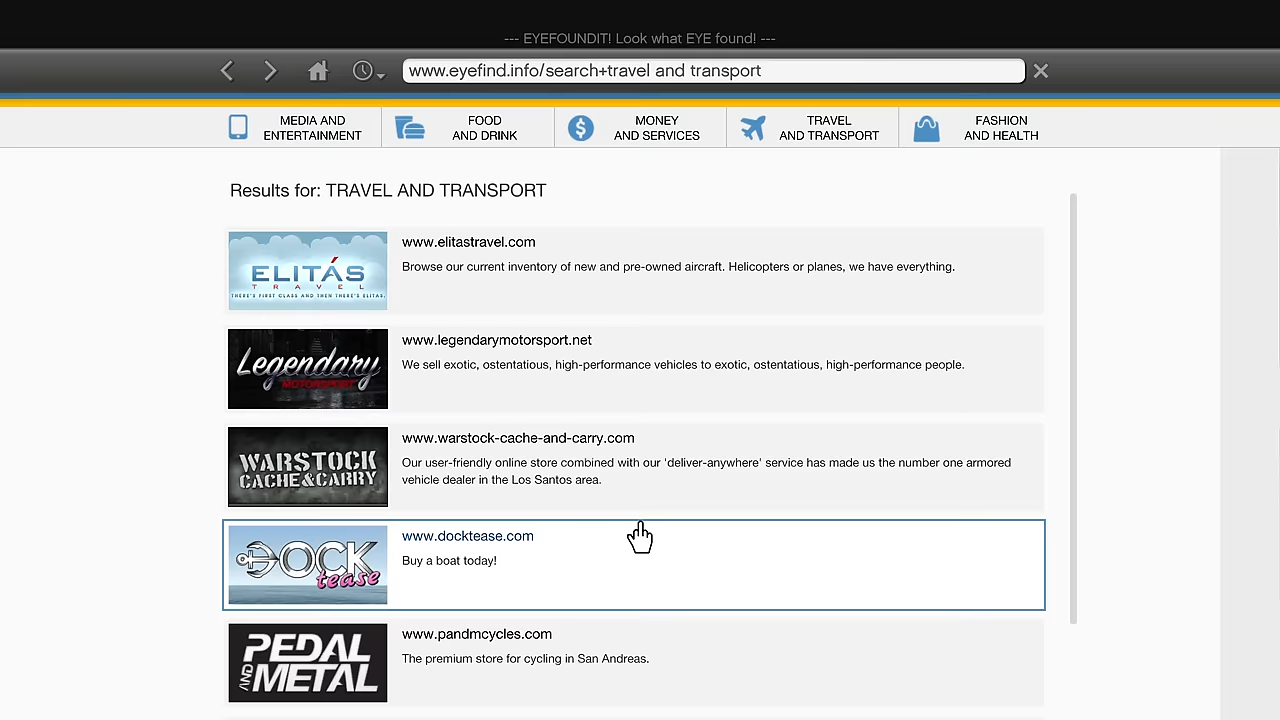 --- EYEFOUNDIT! Look what EYE found! ---
www.eyefind.info/search+travel and transport
MEDIA AND
ENTERTAINMENT
FOOD
AND DRINK
MONEY
AND SERVICES
TRAVEL
AND TRANSPORT
FASHION
AND HEALTH
Results for: TRAVEL AND TRANSPORT
ELITÁS
TRAVEL
THERE'S FIRST CLASS AND THEN THERE'S ELITAS.
www.elitastravel.com
Browse our current inventory of new and pre-owned aircraft. Helicopters or planes, we have everything.
Legendary
MOTORSPORT
www.legendarymotorsport.net
We sell exotic, ostentatious, high-performance vehicles to exotic, ostentatious, high-performance people.
WARSTOCK
CACHE&CARRY
www.warstock-cache-and-carry.com
Our user-friendly online store combined with our 'deliver-anywhere' service has made us the number one armored
vehicle dealer in the Los Santos area.
DOCK
tease
www.docktease.com
Buy a boat today!
PEDAL
AND METAL
www.pandmcycles.com
The premium store for cycling in San Andreas.